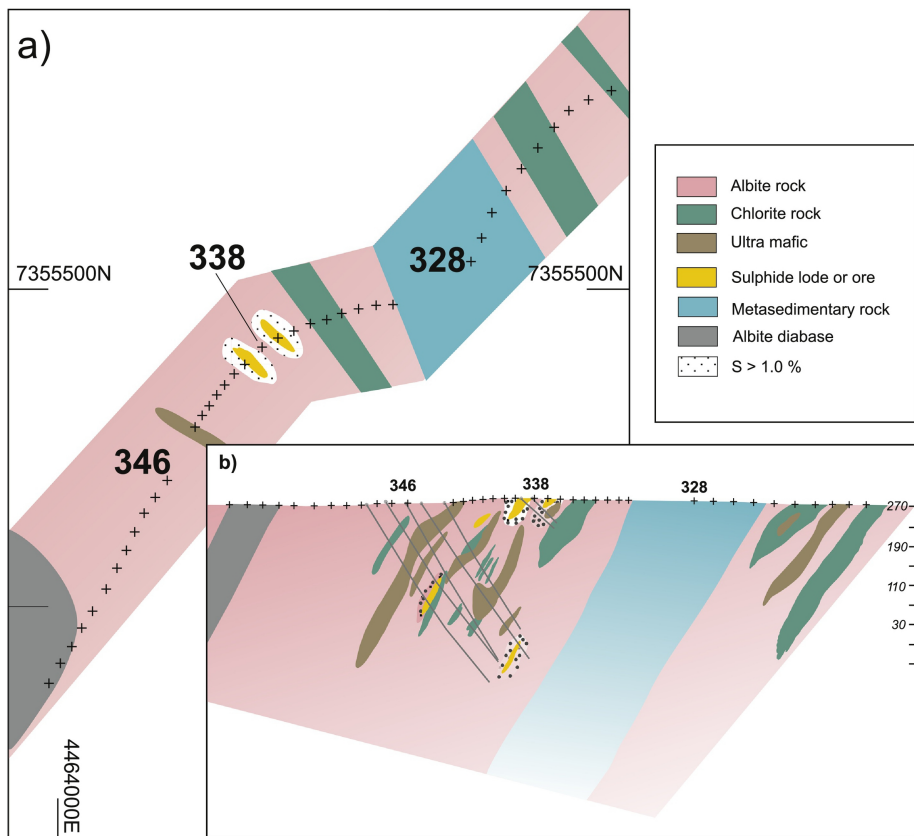 a)
338
328
7355500N
7355500N
346
4464000E
Albite rock
Chlorite rock
Ultra mafic
Sulphide lode or ore
Metasedimentary rock
Albite diabase
S > 1.0 %
b)
346
338
328
270
190
110
30